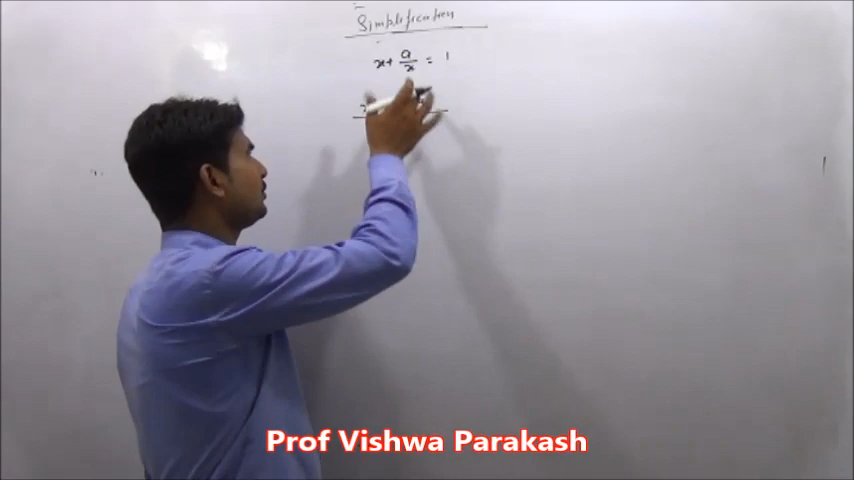 Simplification
x + a/x = 1
Prof Vishwa Parakash